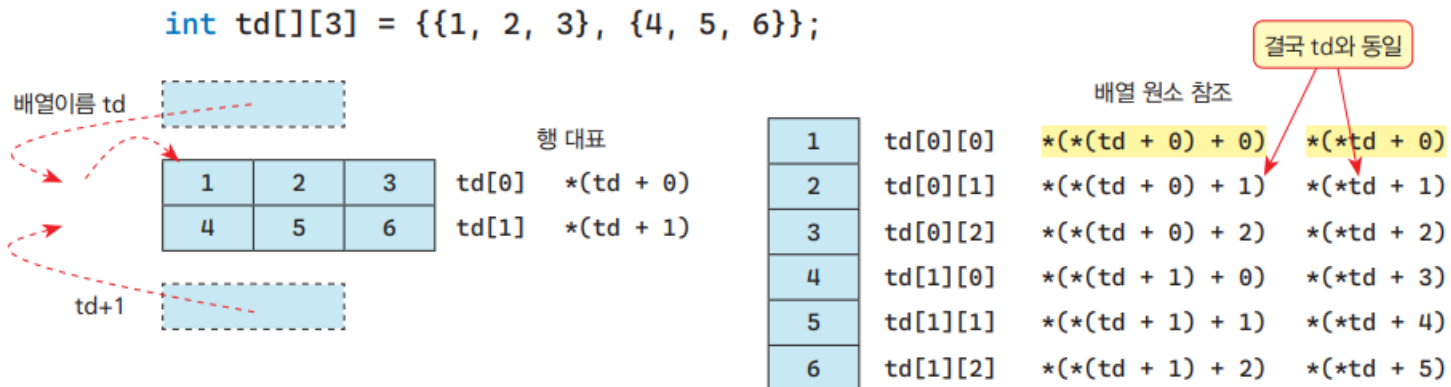 int td[][3] = {{1, 2, 3}, {4, 5, 6}};
결국 td와 동일
배열이름 td
행 대표
배열 원소 참조
1 2 3 td[0] *(td + 0)
4 5 6 td[1] *(td + 1)
td+1
1 td[0][0] *(*(td + 0) + 0) *(*td + 0)
2 td[0][1] *(*(td + 0) + 1) *(*td + 1)
3 td[0][2] *(*(td + 0) + 2) *(*td + 2)
4 td[1][0] *(*(td + 1) + 0) *(*td + 3)
5 td[1][1] *(*(td + 1) + 1) *(*td + 4)
6 td[1][2] *(*(td + 1) + 2) *(*td + 5)